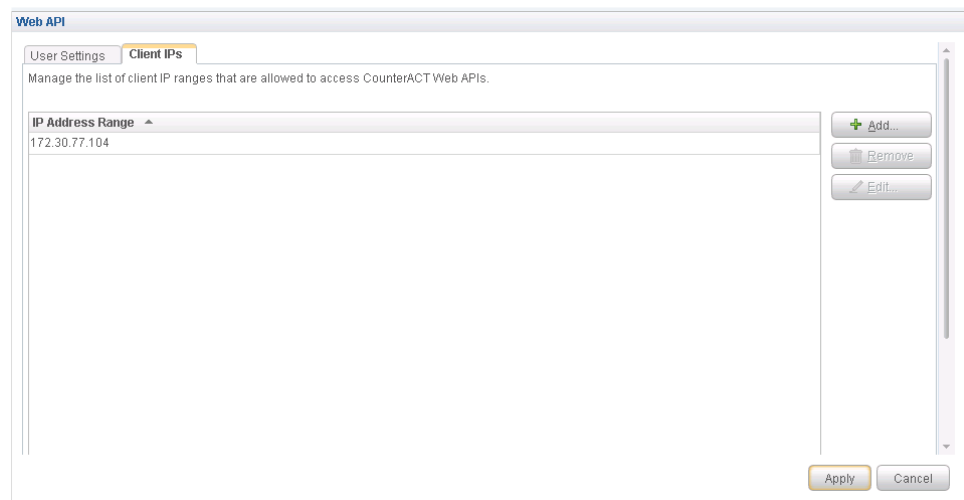 Web API
User Settings
Client IPs
Manage the list of client IP ranges that are allowed to access CounterACT Web APIs.
IP Address Range
172.30.77.104
Add...
Remove
Edit...
Apply
Cancel